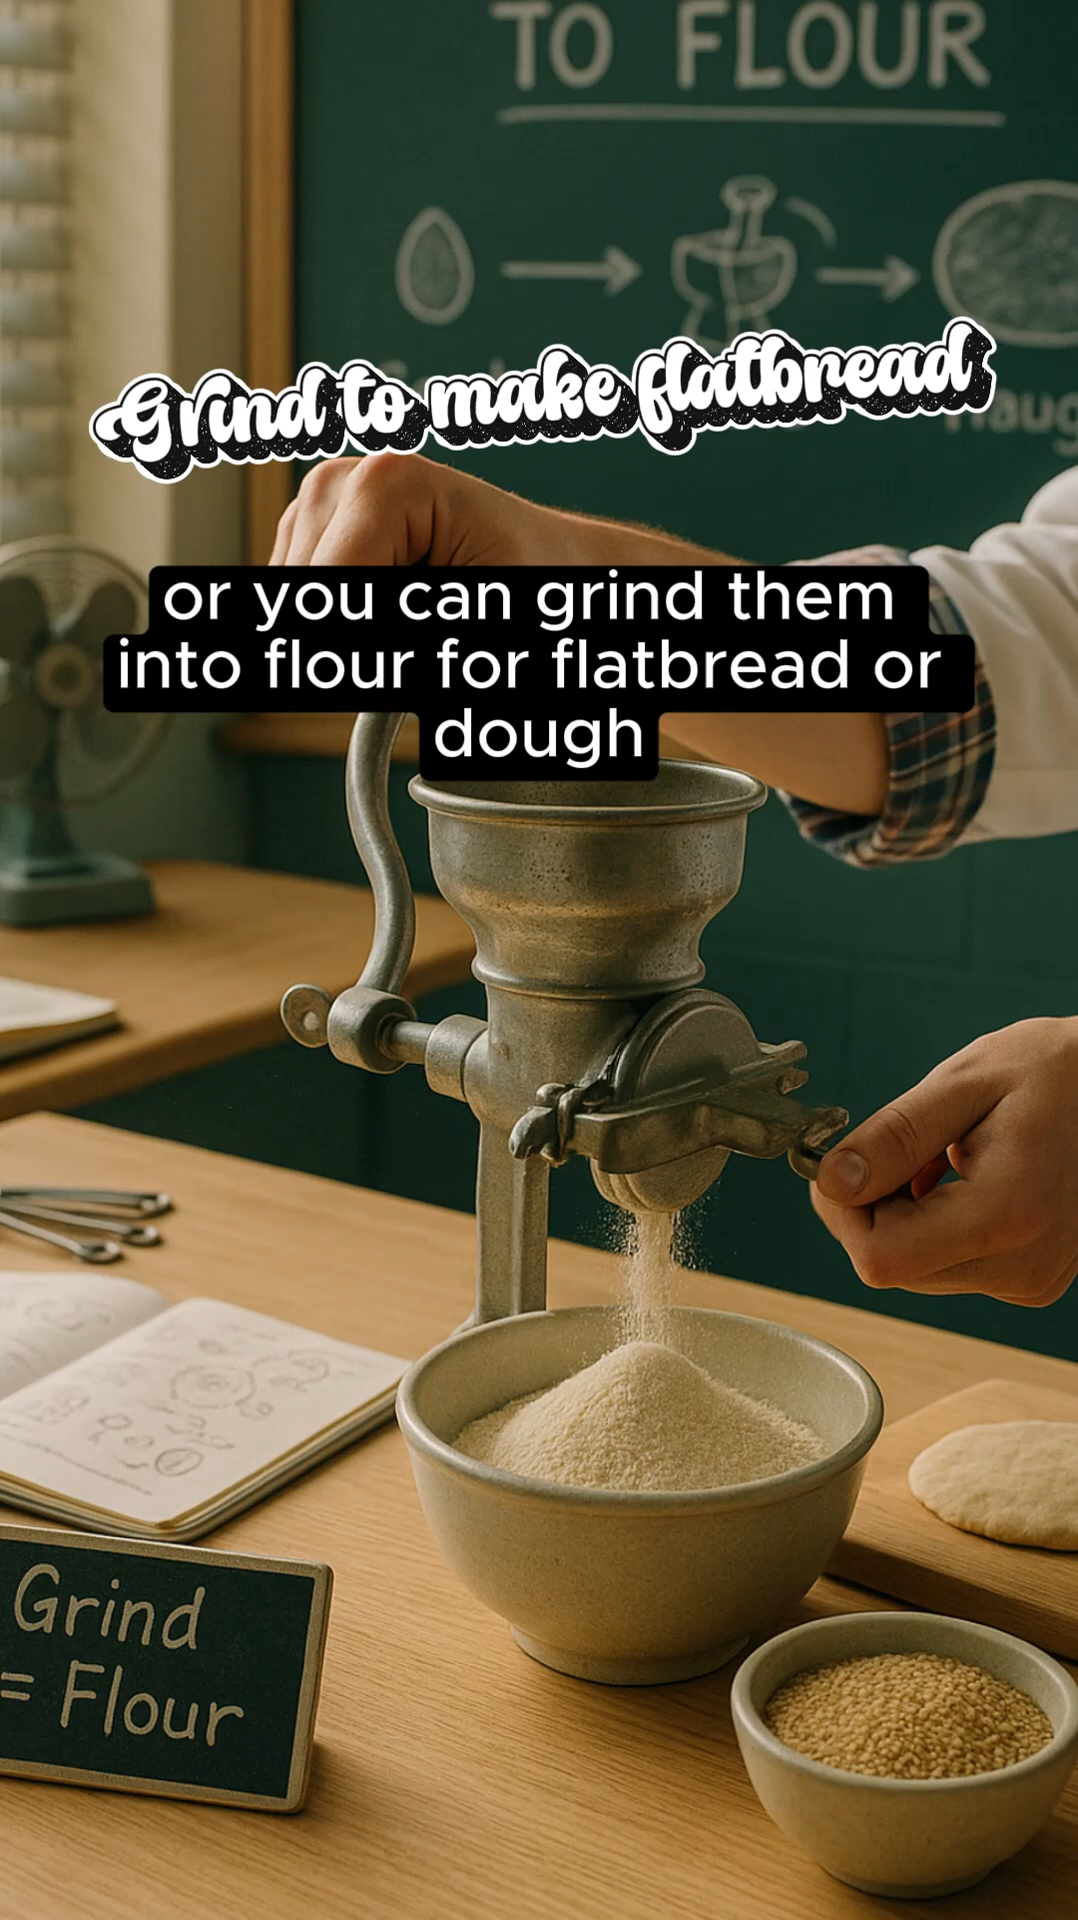 TO FLOUR
Grind to make flatbread
or you can grind them
into flour for flatbread or
dough
Grind
= Flour